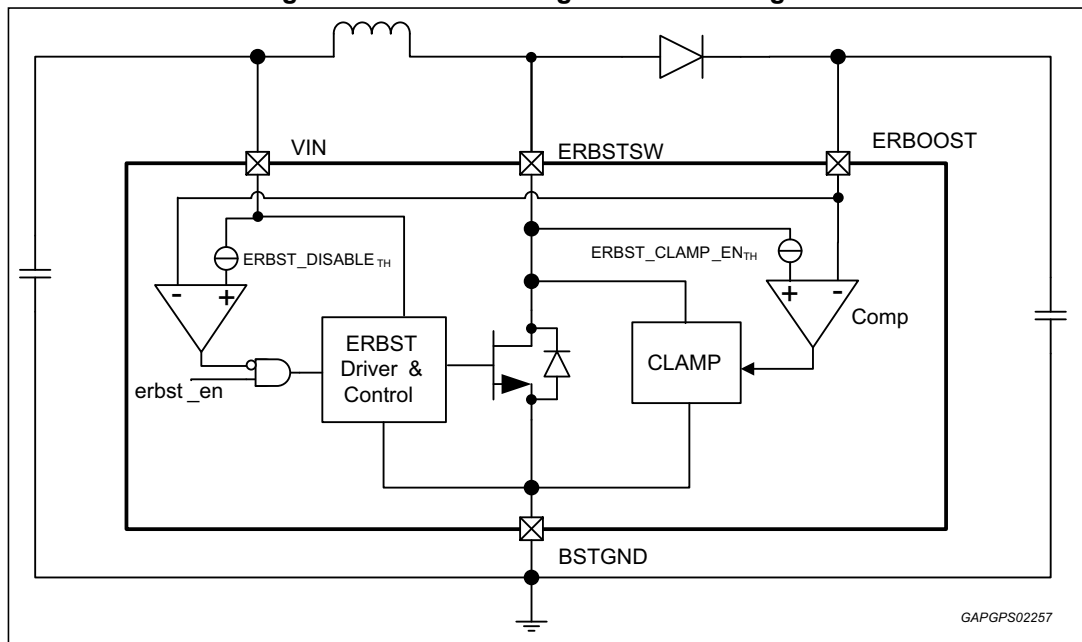 VIN
ERBSTSW
ERBOOST
ERBST_DISABLE TH
ERBST_CLAMP_EN TH
- +
+ -
Comp
ERBST
Driver &
Control
CLAMP
erbst _en
BSTGND
GAPGPS02257